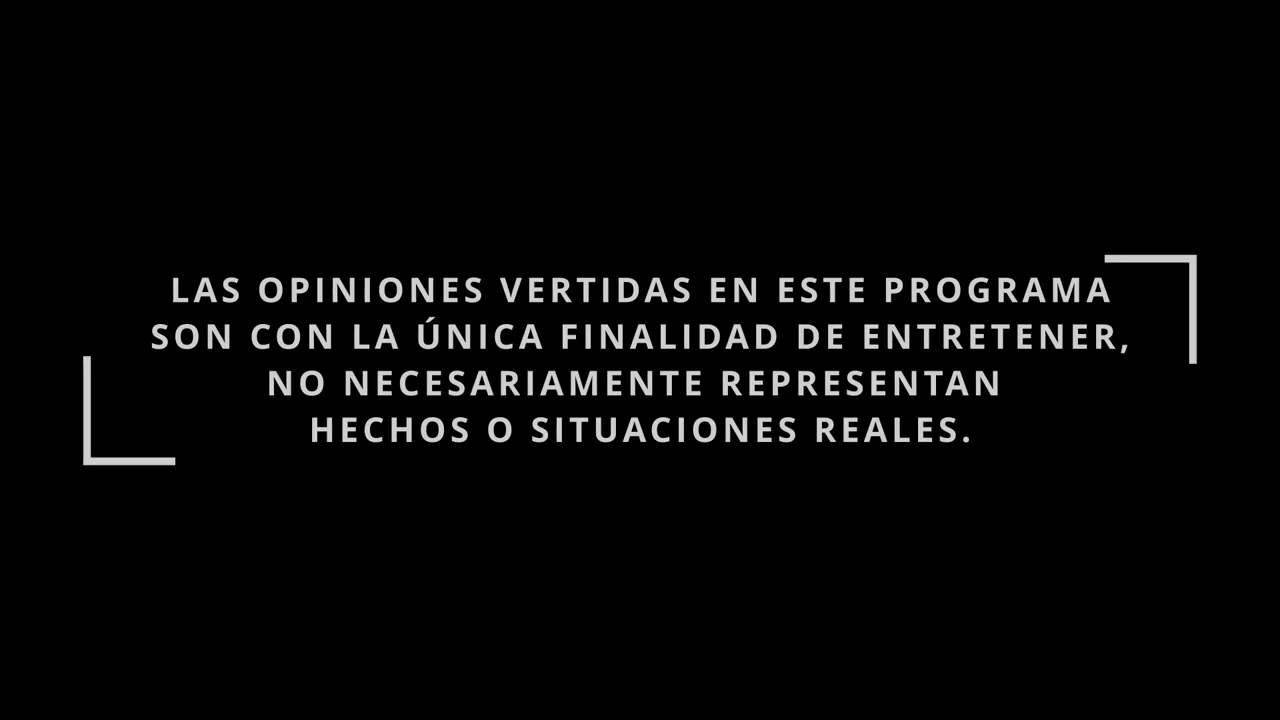 LAS OPINIONES VERTIDAS EN ESTE PROGRAMA
SON CON LA ÚNICA FINALIDAD DE ENTRETENER,
NO NECESARIAMENTE REPRESENTAN
HECHOS O SITUACIONES REALES.